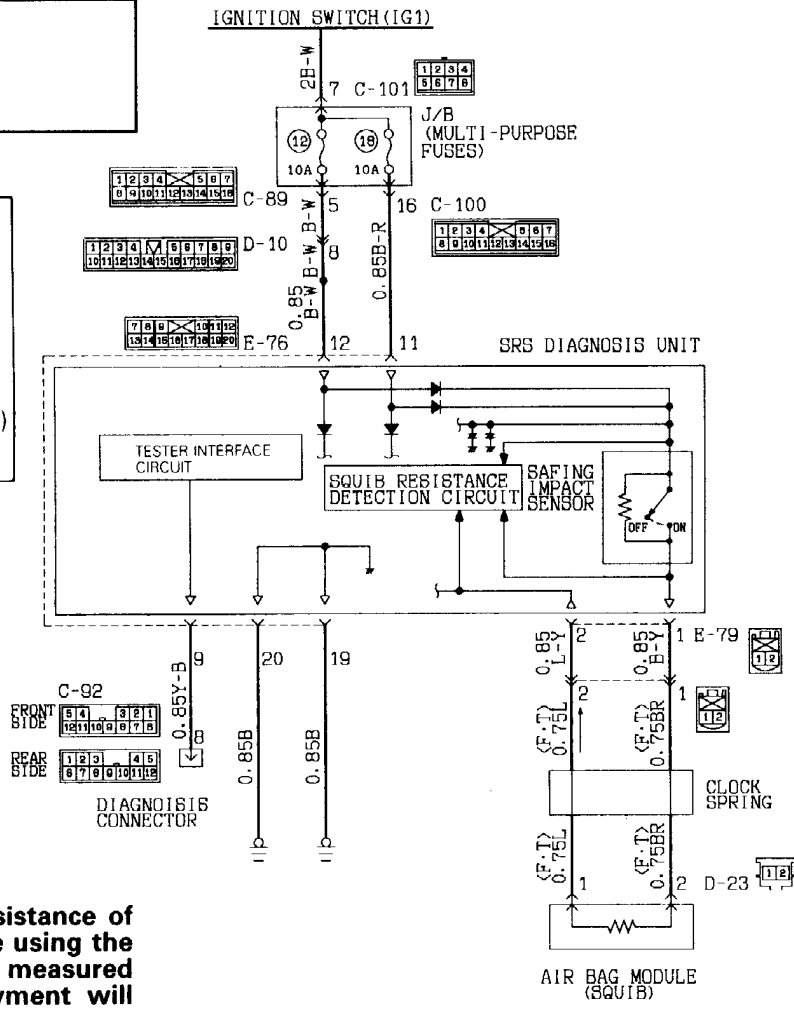 IGNITION SWITCH(IG1)
2B-W
7 C-101
1 2 3 4
5 6 7 8
J/B
(MULTI-PURPOSE
FUSES)
12
18
10A
10A
1 2 3 4 5 6 7
8 9 10 11 12 13 14 15 16
C-89
5
16 C-100
1 2 3 4 5 6 7
8 9 10 11 12 13 14 15 16
B-W
1 2 3 4 5 6 7 8 9
10 11 12 13 14 15 16 17 18 19 20
D-10
8
B-W
0.85B-R
0.85
B-W
7 8 9 10 11 12
13 14 15 16 17 18 19 20
E-76
12
11
SRS DIAGNOSIS UNIT
)
TESTER INTERFACE
CIRCUIT
SQUIB RESISTANCE
DETECTION CIRCUIT
SAFING
IMPACT
SENSOR
OFF
ON
9
20
19
0.85Y-B
0.85B
0.85B
2
1 E-79
1 2
0.85
L-Y
0.85
B-Y
C-92
FRONT
SIDE
5 4 3 2 1
12 11 10 9 8 7 6
8
REAR
SIDE
1 2 3 4 5
6 7 8 9 10 11 12
DIAGNOISIS
CONNECTOR
2
1
1 2
(F.T)
0.75L
(F.T)
0.75BR
CLOCK
SPRING
(F.T)
0.75L
(F.T)
0.75BR
1
2 D-23
1 2
AIR BAG MODULE
(SQUIB)
sistance of
e using the
measured
yment will